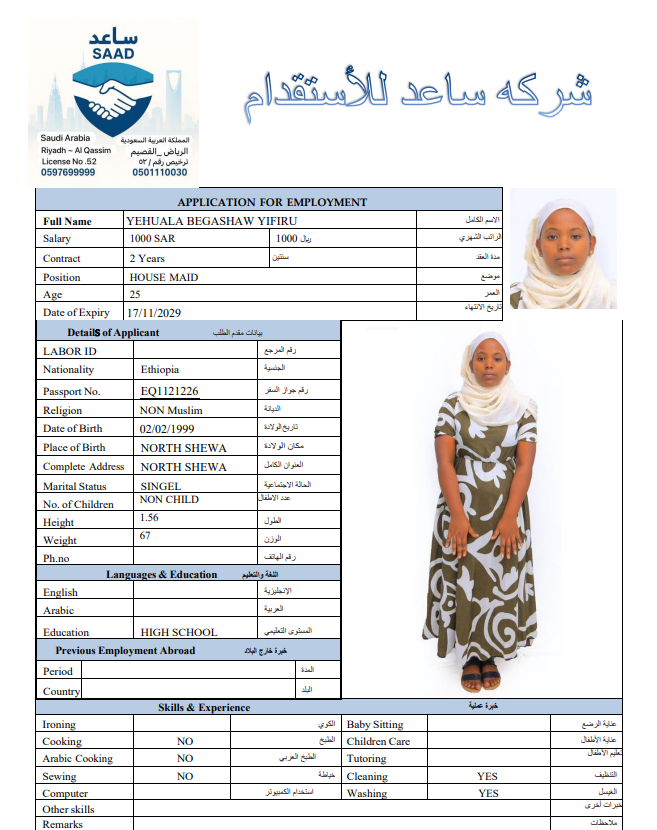 ساعد
SAAD
Saudi Arabia المملكة العربية السعودية
Riyadh ~ Al Qassim الرياض _القصيم
License No .52 ترخيص رقم / ٥٢
0597699999 0501110030
شركه ساعد للأستقدام
APPLICATION FOR EMPLOYMENT
Full Name YEHUALA BEGASHAW YIFIRU الاسم الكامل
Salary 1000 SAR 1000 ريال الراتب الشهري
Contract 2 Years سنتين مدة العقد
Position HOUSE MAID موضع
Age 25 العمر
Date of Expiry 17/11/2029 تاريخ الانتهاء
Details of Applicant بيانات مقدم الطلب
LABOR ID رقم المرجع
Nationality Ethiopia الجنسية
Passport No. EQ1121226 رقم جواز السفر
Religion NON Muslim الديانة
Date of Birth 02/02/1999 تاريخ الولادة
Place of Birth NORTH SHEWA مكان الولادة
Complete Address NORTH SHEWA العنوان الكامل
Marital Status SINGEL الحالة الاجتماعية
No. of Children NON CHILD عدد الاطفال
Height 1.56 الطول
Weight 67 الوزن
Ph.no رقم الهاتف
Languages & Education اللغة والتعليم
English الإنجليزية
Arabic العربية
Education HIGH SCHOOL المستوى التعليمي
Previous Employment Abroad خبرة خارج البلاد
Period المدة
Country البلد
Skills & Experience خبرة عملية
Ironing الكوي Baby Sitting عناية الرضع
Cooking NO الطبخ Children Care عناية الأطفال
Arabic Cooking NO الطبخ العربي Tutoring تعليم الأطفال
Sewing NO خياطة Cleaning YES التنظيف
Computer استخدام الكمبيوتر Washing YES الغيسل
Other skills خبرات أخرى
Remarks ملاحظات